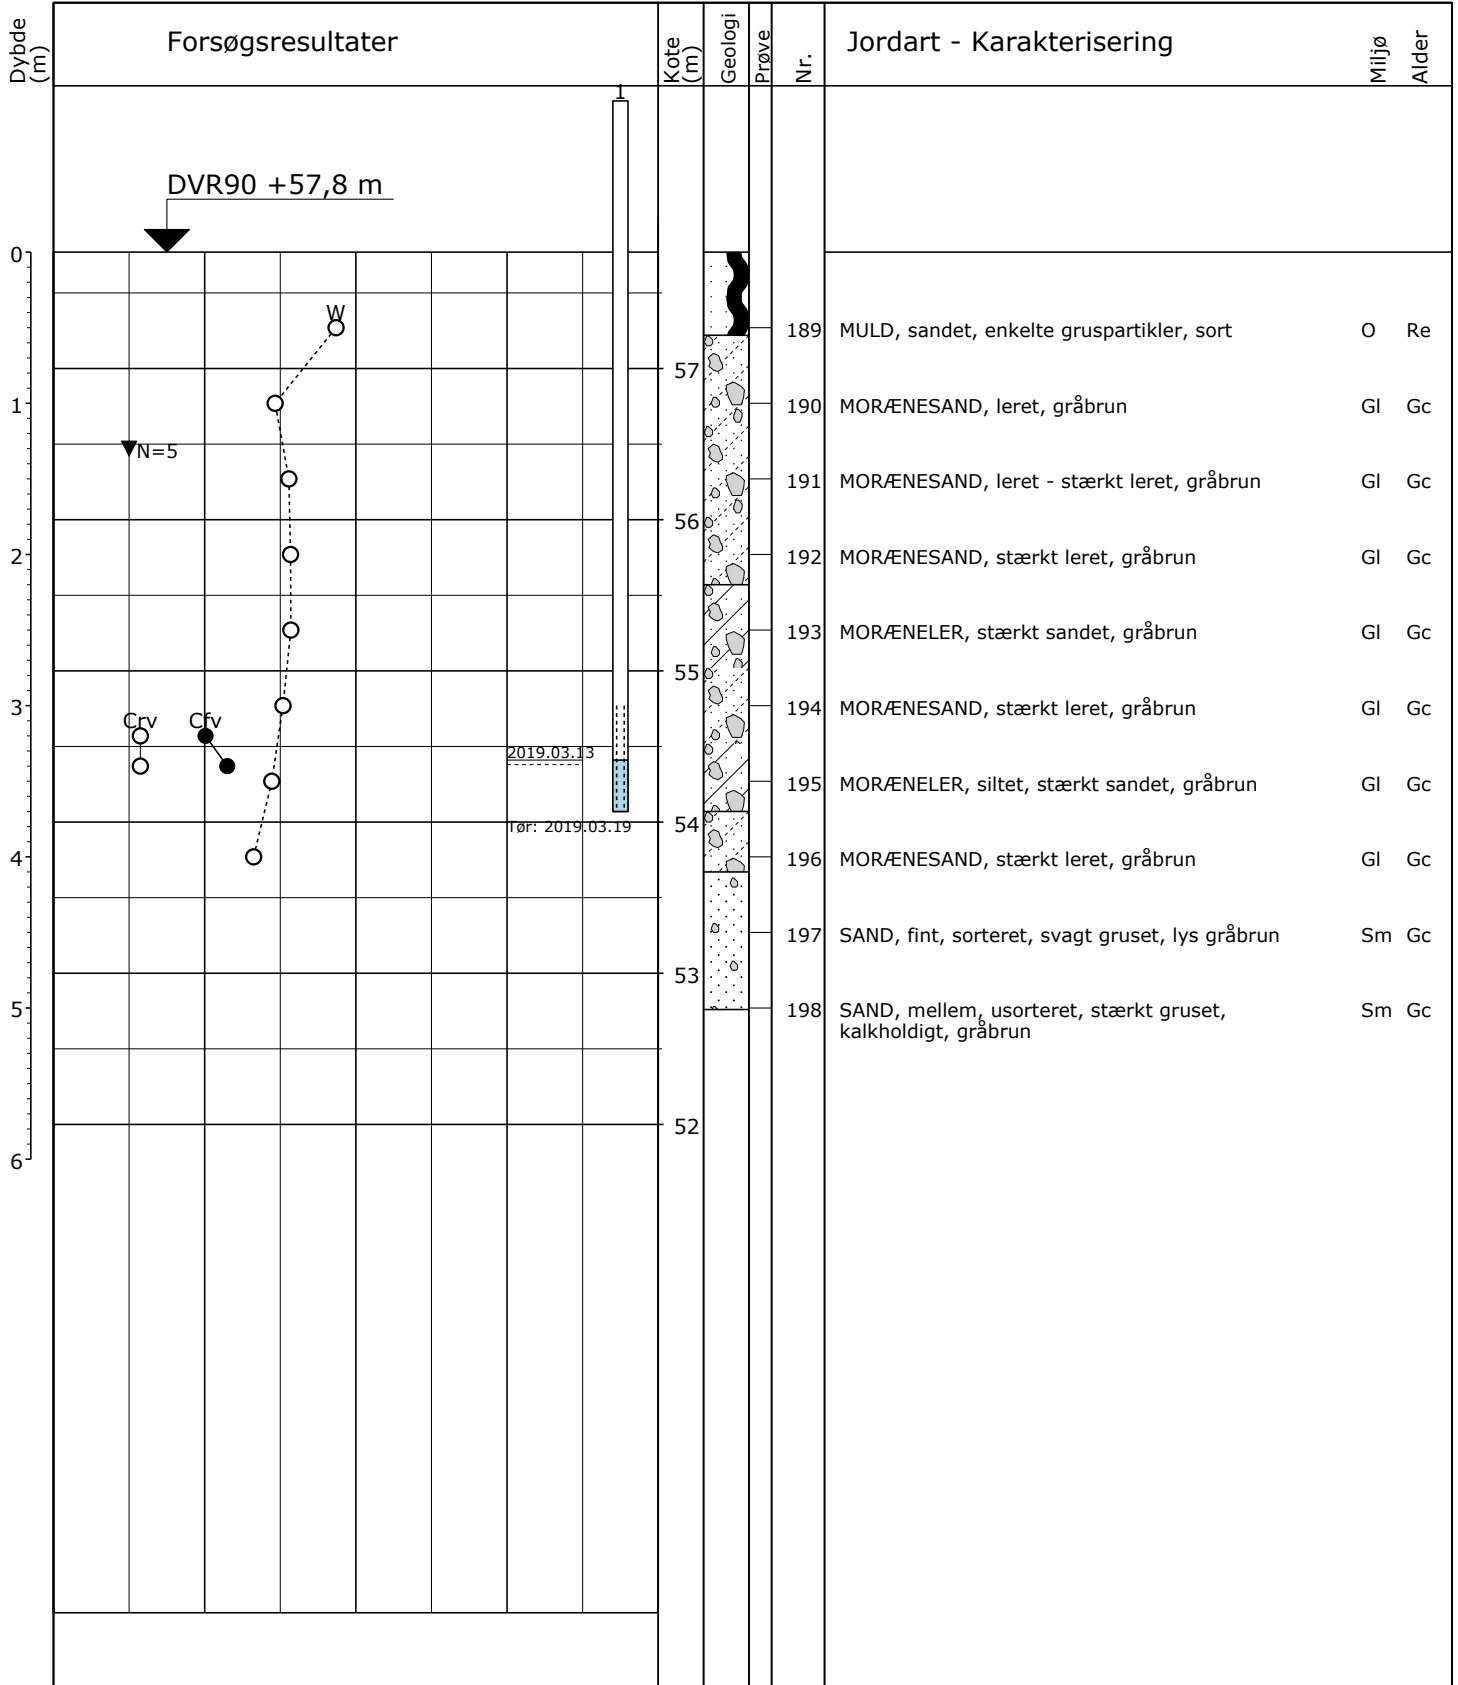 Dybde (m)
Forsøgsresultater
Kote (m)
Geologi
Prøve
Nr.
Jordart - Karakterisering
Miljø
Alder
1
DVR90 +57,8 m
0
W
189 MULD, sandet, enkelte gruspartikler, sort O Re
57
1
190 MORÆNESAND, leret, gråbrun Gl Gc
N=5
191 MORÆNESAND, leret - stærkt leret, gråbrun Gl Gc
56
2
192 MORÆNESAND, stærkt leret, gråbrun Gl Gc
193 MORÆNELER, stærkt sandet, gråbrun Gl Gc
55
3
194 MORÆNESAND, stærkt leret, gråbrun Gl Gc
Crv Cfv
2019.03.13
195 MORÆNELER, siltet, stærkt sandet, gråbrun Gl Gc
54
Tør: 2019.03.19
4
196 MORÆNESAND, stærkt leret, gråbrun Gl Gc
197 SAND, fint, sorteret, svagt gruset, lys gråbrun Sm Gc
53
5
198 SAND, mellem, usorteret, stærkt gruset, Sm Gc
kalkholdigt, gråbrun
52
6